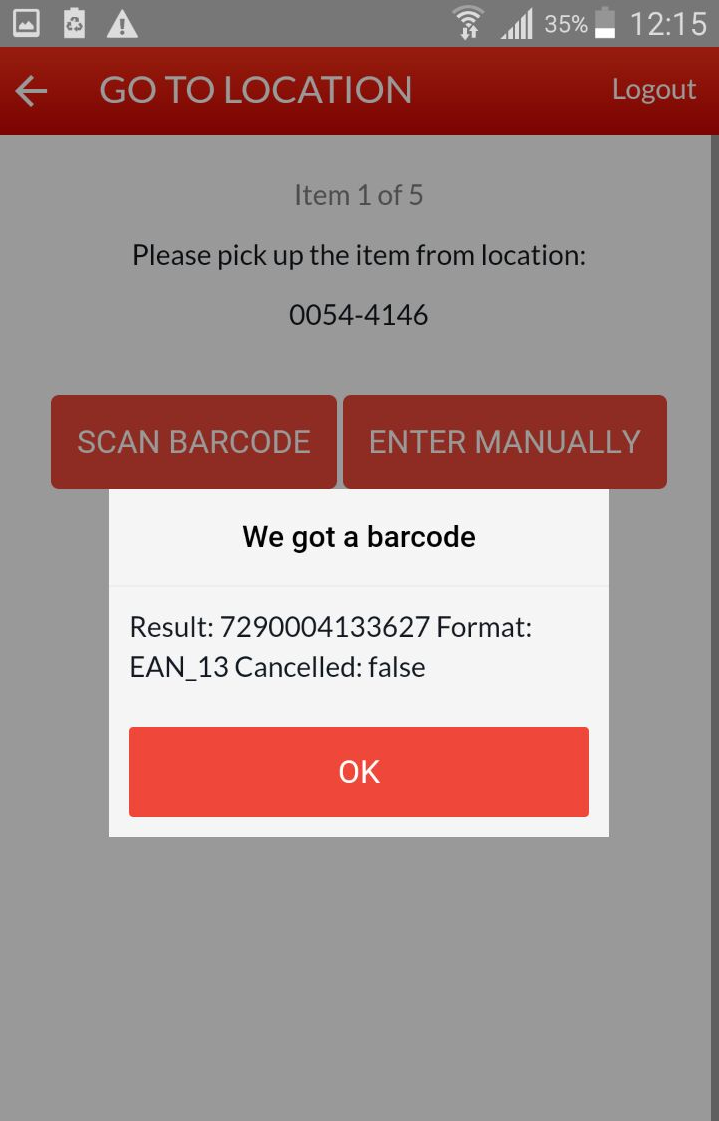 35% 12:15
GO TO LOCATION Logout
Item 1 of 5
Please pick up the item from location:
0054-4146
SCAN BARCODE ENTER MANUALLY
We got a barcode
Result: 7290004133627 Format:
EAN_13 Cancelled: false
OK